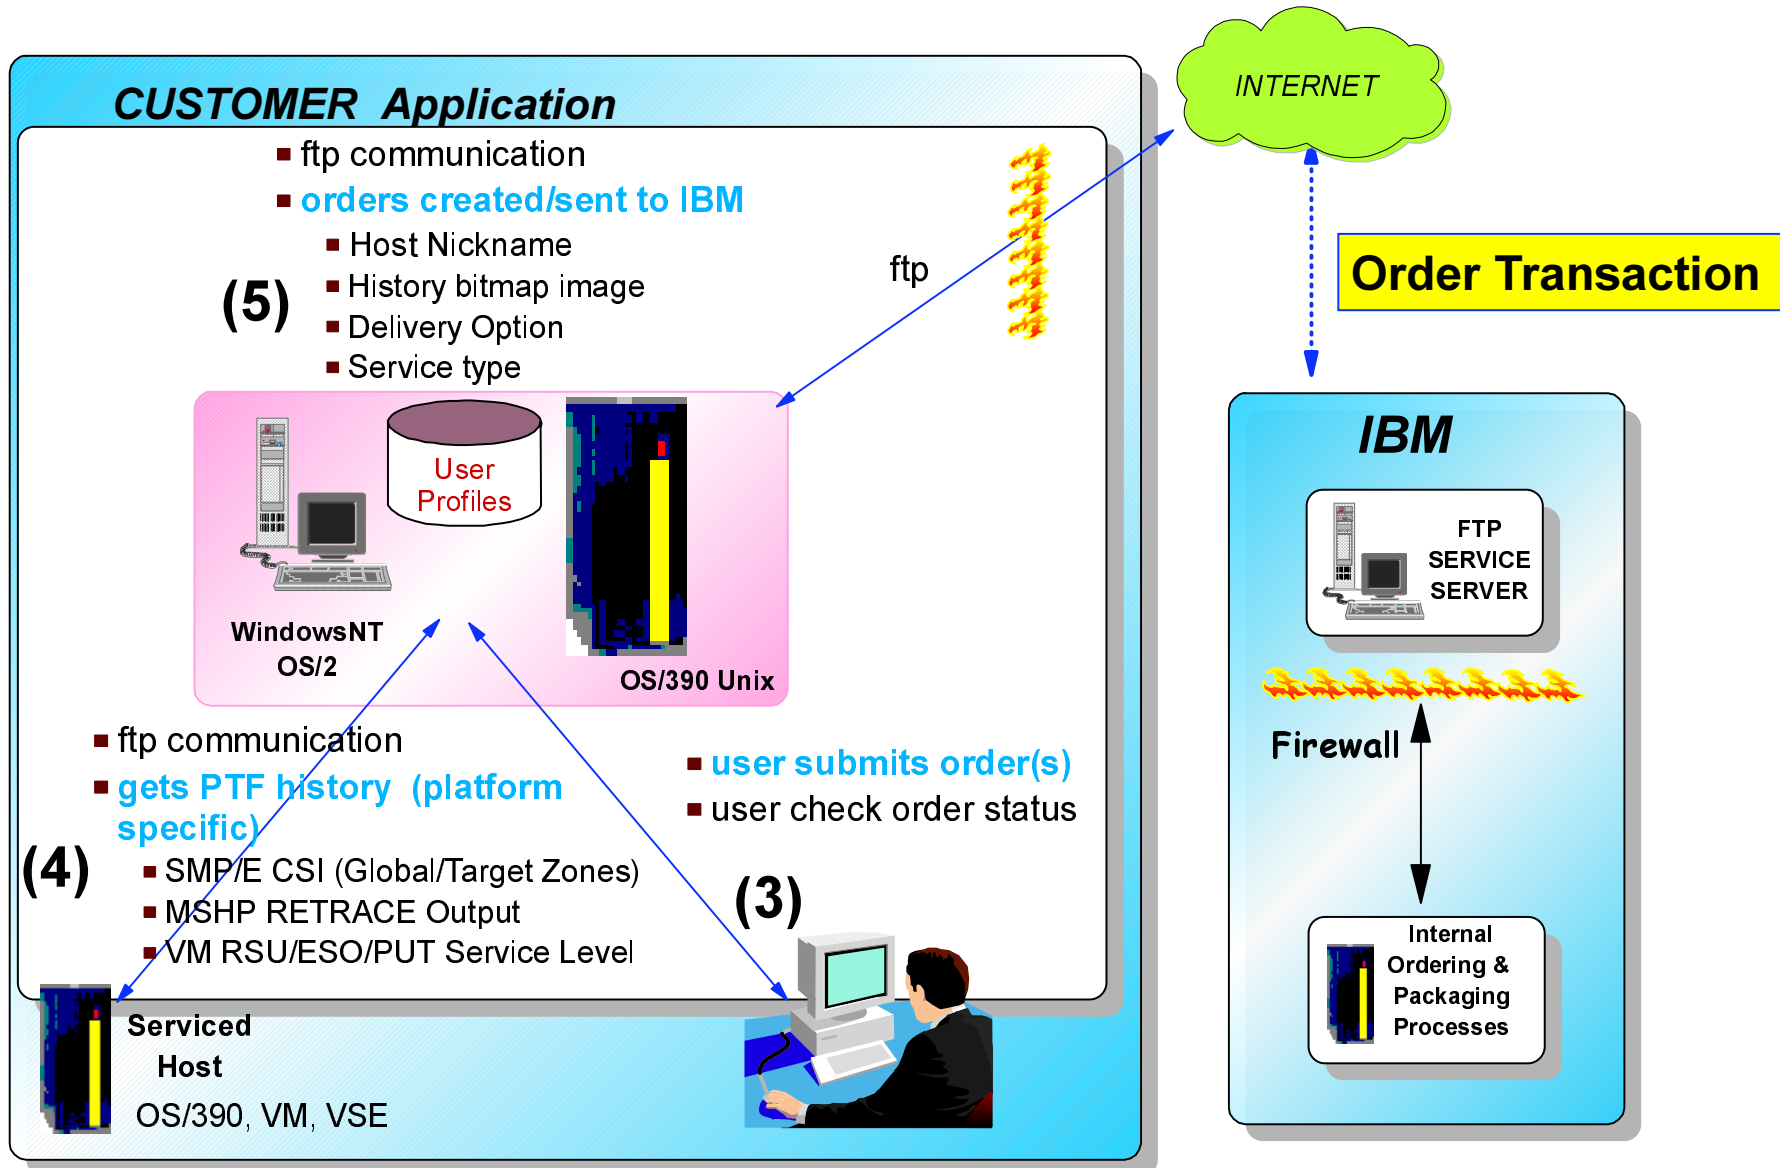 CUSTOMER Application
ftp communication
orders created/sent to IBM
Host Nickname
History bitmap image
Delivery Option
Service type
(5)
ftp
INTERNET
Order Transaction
User
Profiles
WindowsNT
OS/2
OS/390 Unix
ftp communication
gets PTF history (platform
specific)
SMP/E CSI (Global/Target Zones)
MSHP RETRACE Output
VM RSU/ESO/PUT Service Level
(4)
user submits order(s)
user check order status
(3)
Serviced
Host
OS/390, VM, VSE
IBM
FTP
SERVICE
SERVER
Firewall
Internal
Ordering &
Packaging
Processes